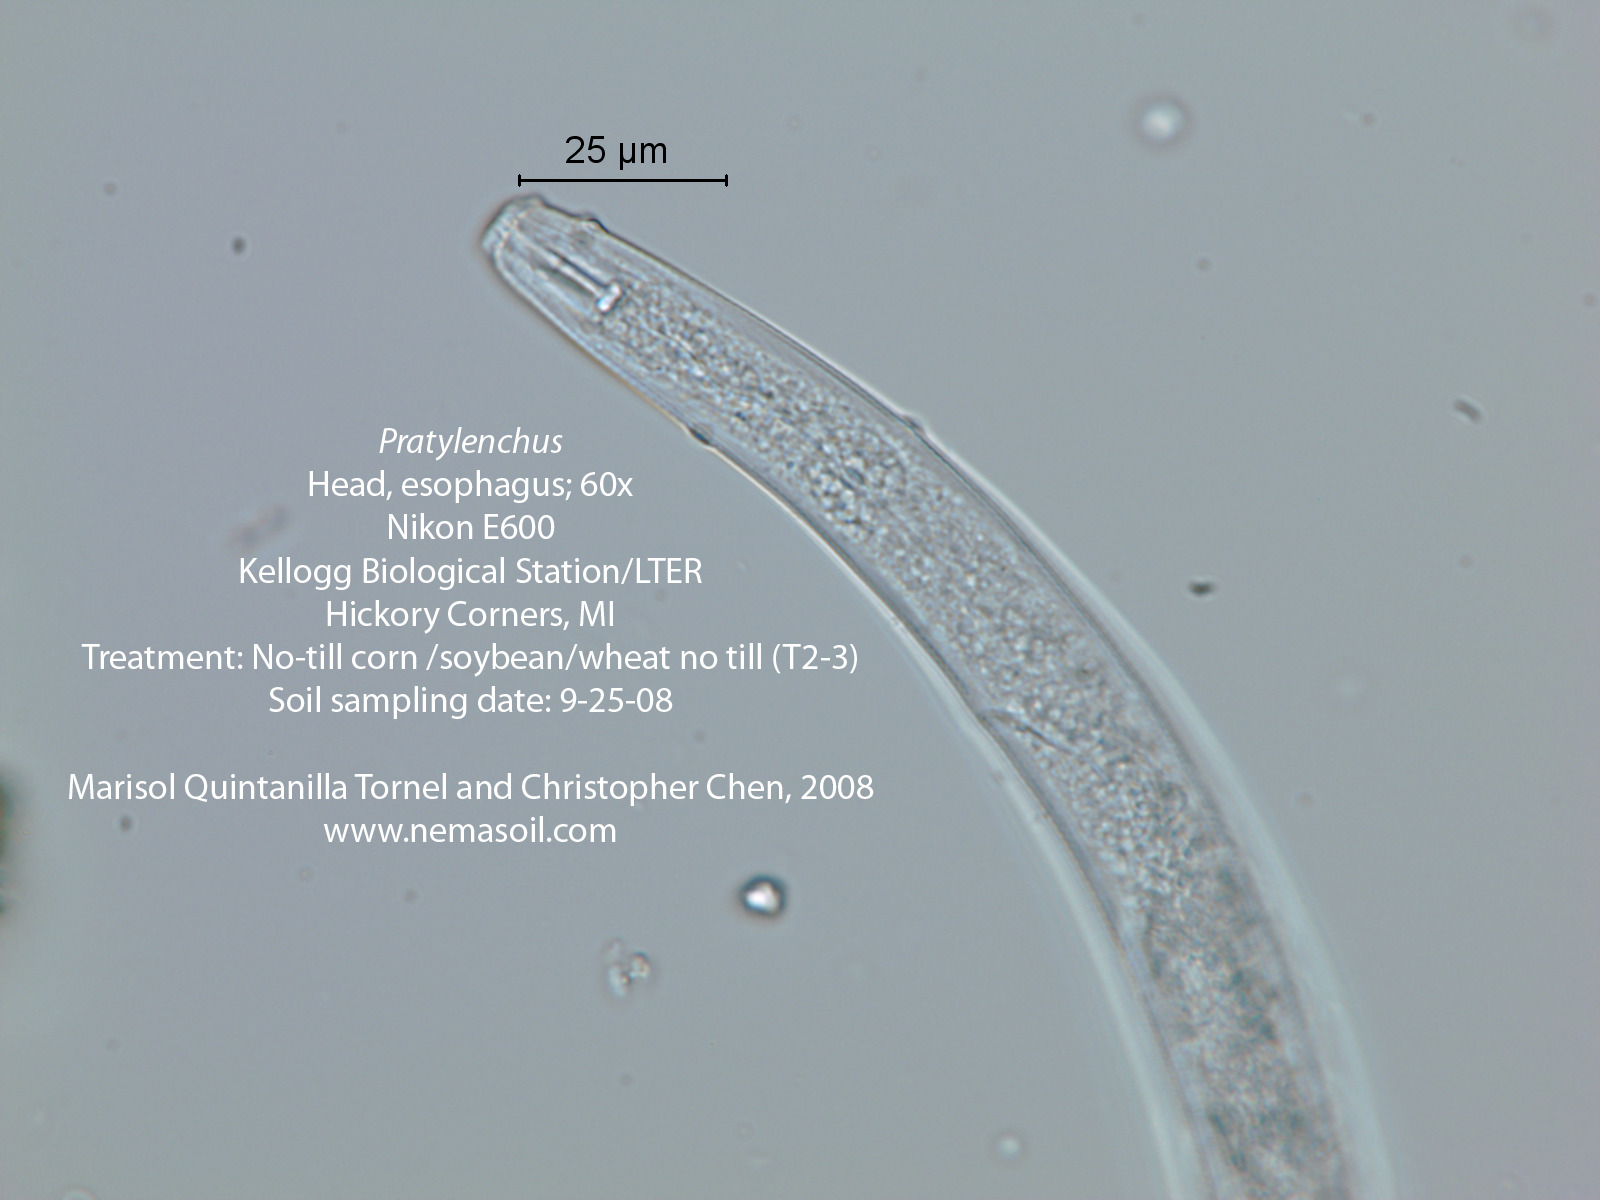 25 µm
Pratylenchus
Head, esophagus; 60x
Nikon E600
Kellogg Biological Station/LTER
Hickory Corners, MI
Treatment: No-till corn /soybean/wheat no till (T2-3)
Soil sampling date: 9-25-08
Marisol Quintanilla Tornel and Christopher Chen, 2008
www.nemasoil.com